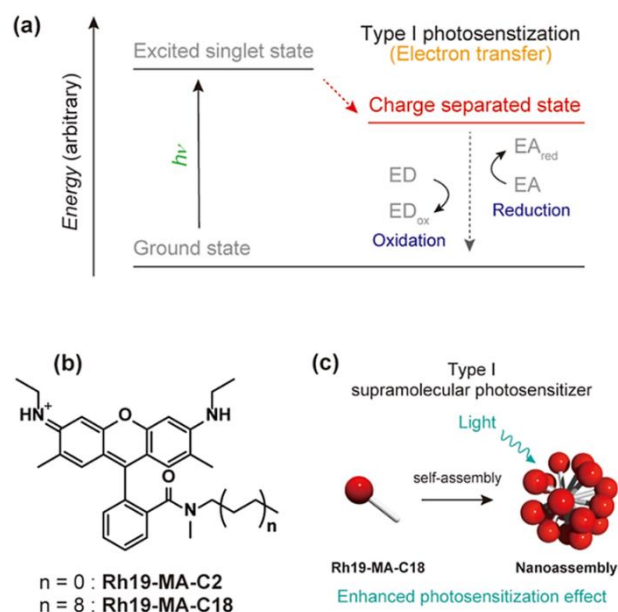 (a)
Excited singlet state
Type I photosenstization
(Electron transfer)
Charge separated state
Energy (arbitrary)
hν
ED
EDox
Oxidation
EAred
EA
Reduction
Ground state
(b)
HN+
O
NH
O
N
n
n = 0 : Rh19-MA-C2
n = 8 : Rh19-MA-C18
(c)
Type I
supramolecular photosensitizer
Light
self-assembly
Rh19-MA-C18
Nanoassembly
Enhanced photosensitization effect